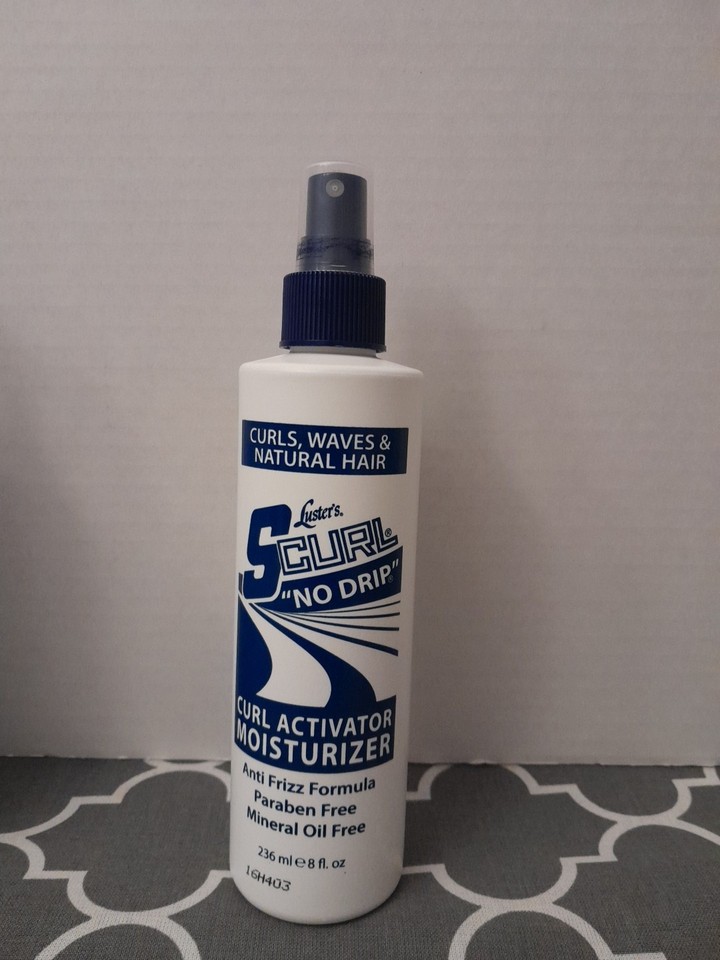 CURLS, WAVES &
NATURAL HAIR
Luster's®
SCURL®
"NO DRIP"®
CURL ACTIVATOR
MOISTURIZER
Anti Frizz Formula
Paraben Free
Mineral Oil Free
236 ml ℮ 8 fl. oz
16H403